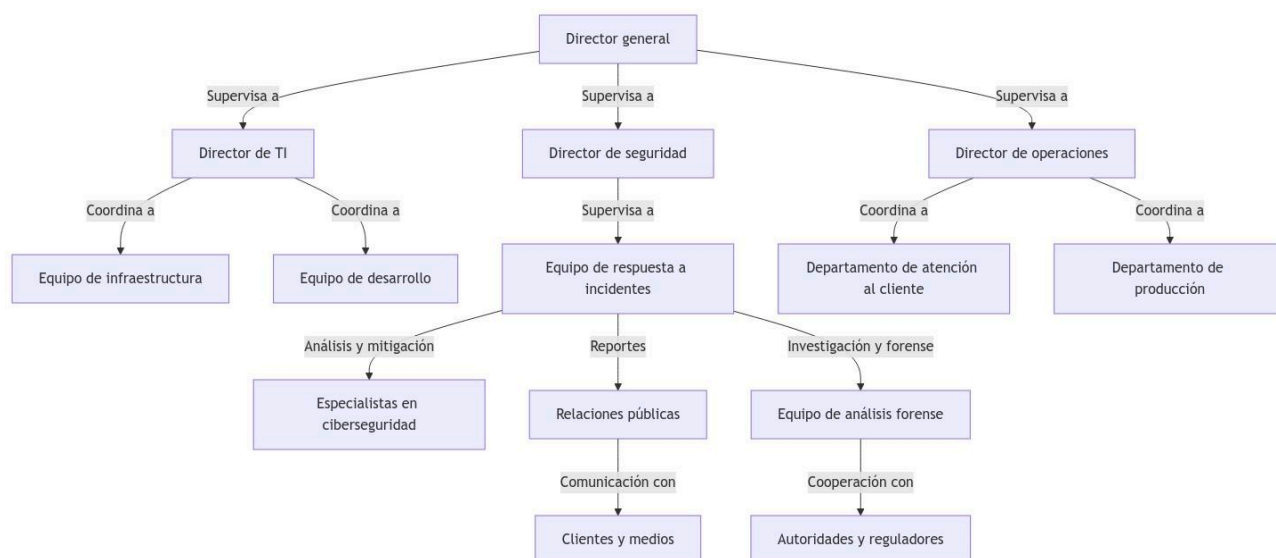 Director general
Supervisa a
Supervisa a
Supervisa a
Director de TI
Director de seguridad
Director de operaciones
Coordina a
Coordina a
Supervisa a
Coordina a
Coordina a
Equipo de infraestructura
Equipo de desarrollo
Equipo de respuesta a
incidentes
Departamento de atención
al cliente
Departamento de
producción
Análisis y mitigación
Reportes
Investigación y forense
Especialistas en
ciberseguridad
Relaciones públicas
Equipo de análisis forense
Comunicación con
Cooperación con
Clientes y medios
Autoridades y reguladores